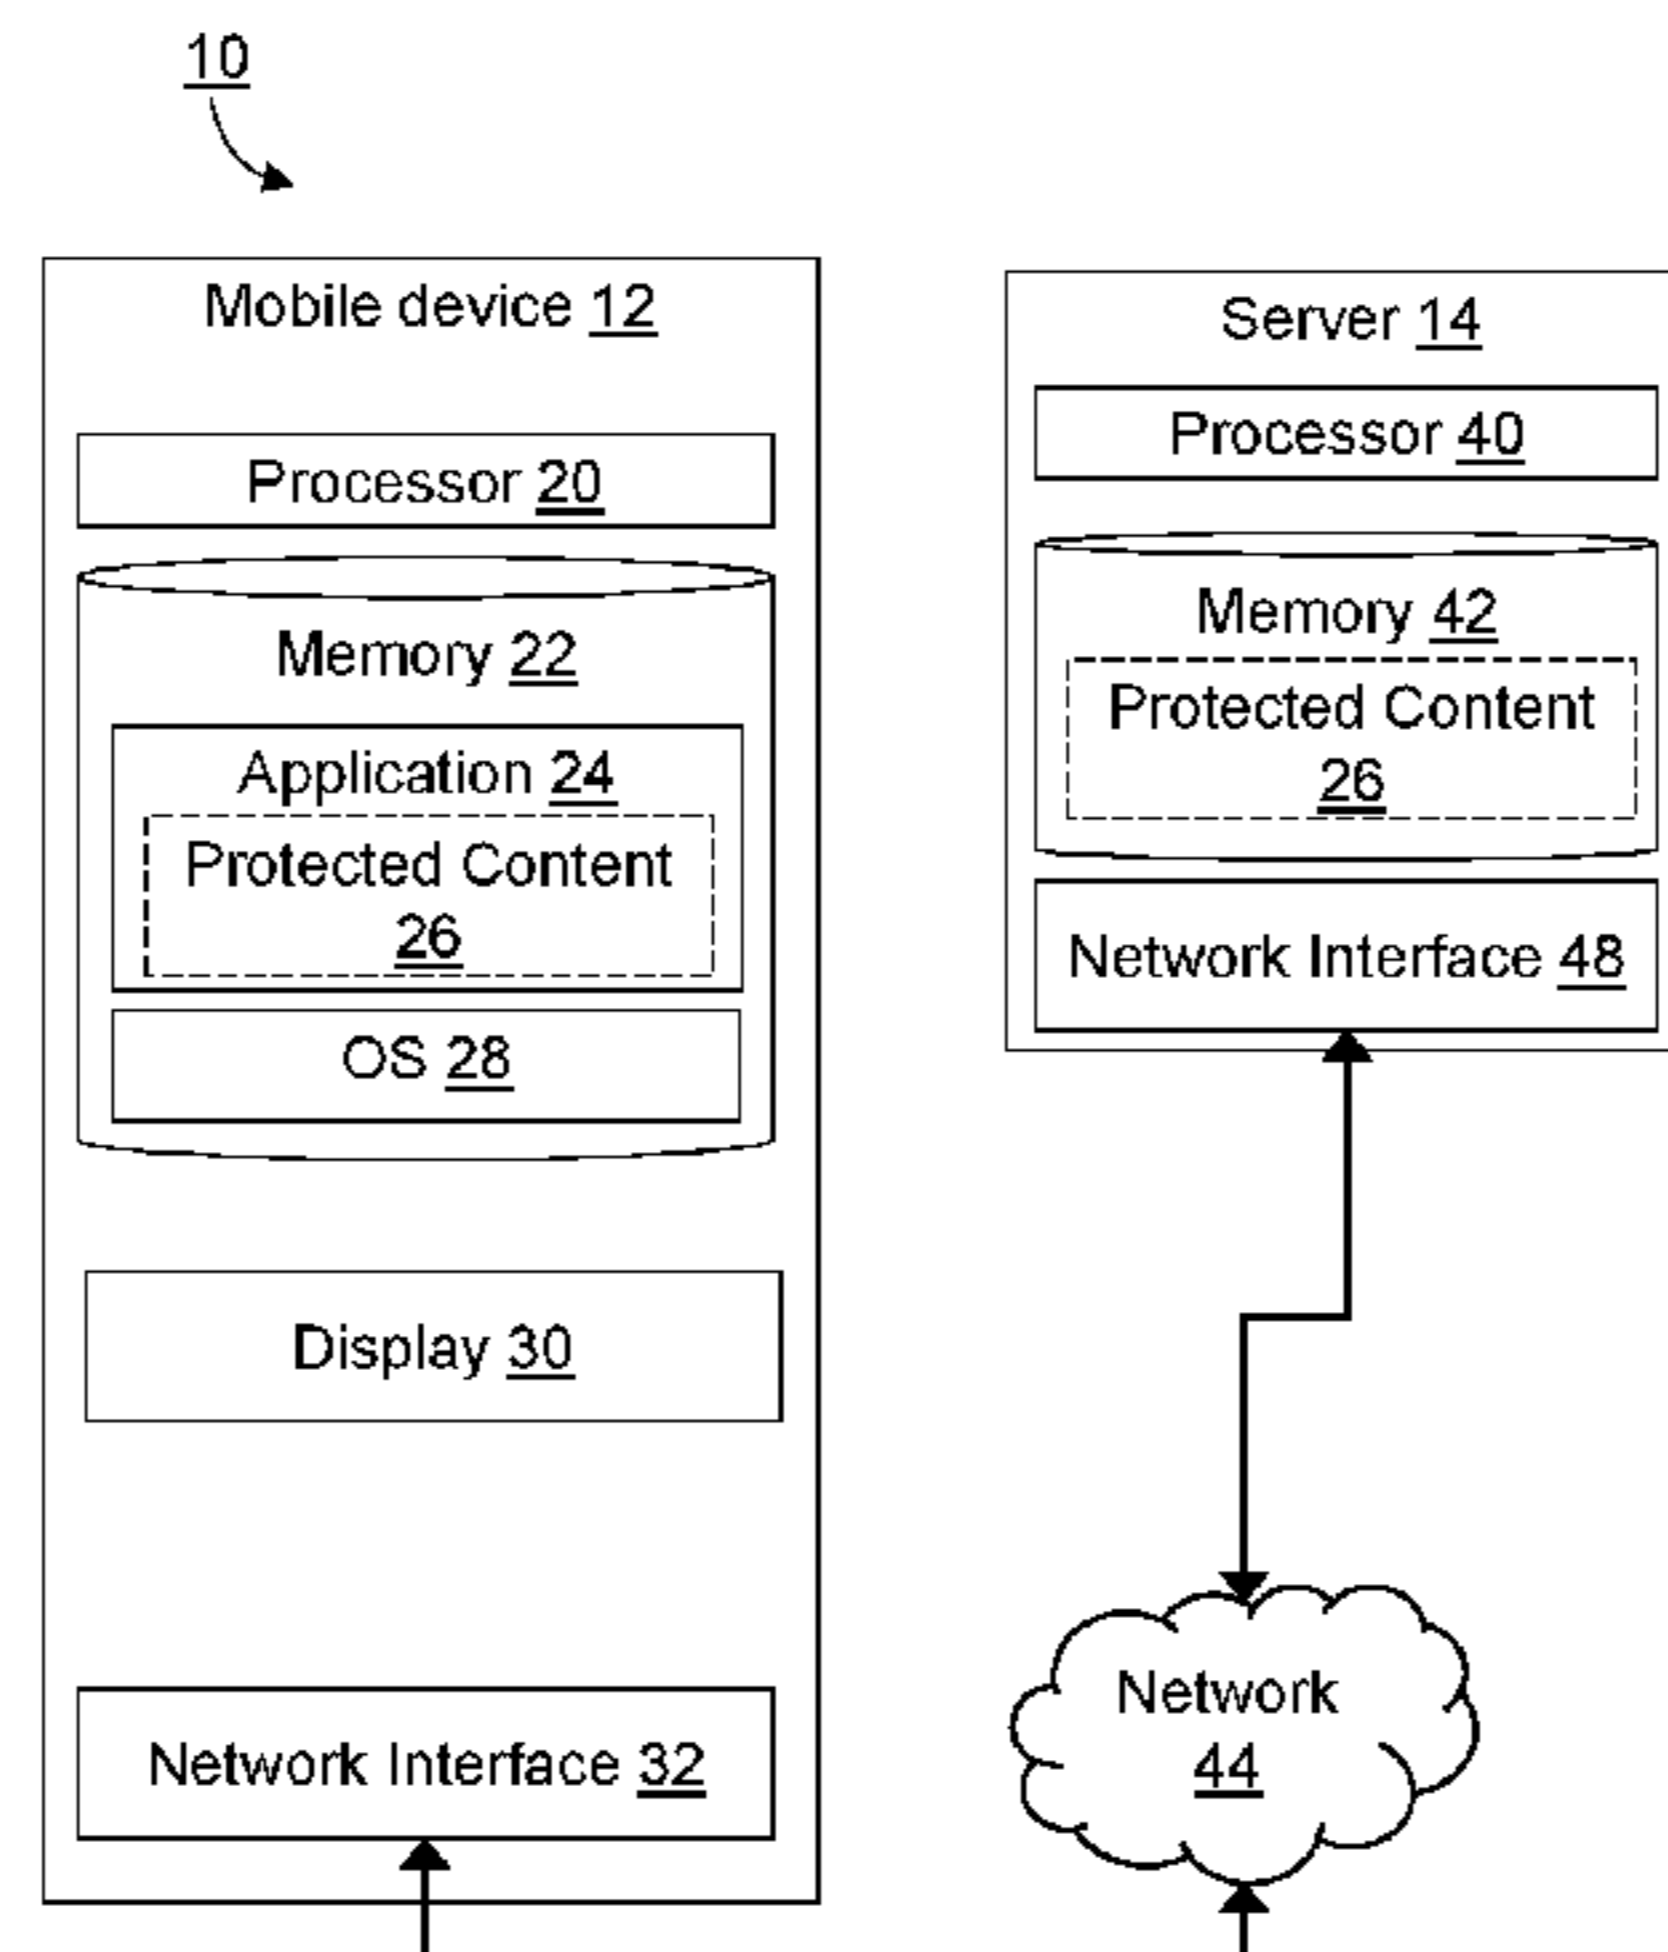 10
Mobile device 12
Processor 20
Memory 22
Application 24
Protected Content
26
OS 28
Display 30
Network Interface 32
Server 14
Processor 40
Memory 42
Protected Content
26
Network Interface 48
Network
44